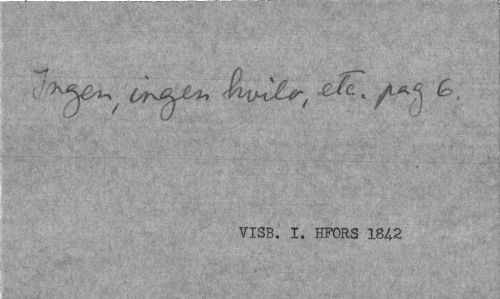 Ingen, ingen hvila, etc. pag 6.
VISB. I. HFORS 1842